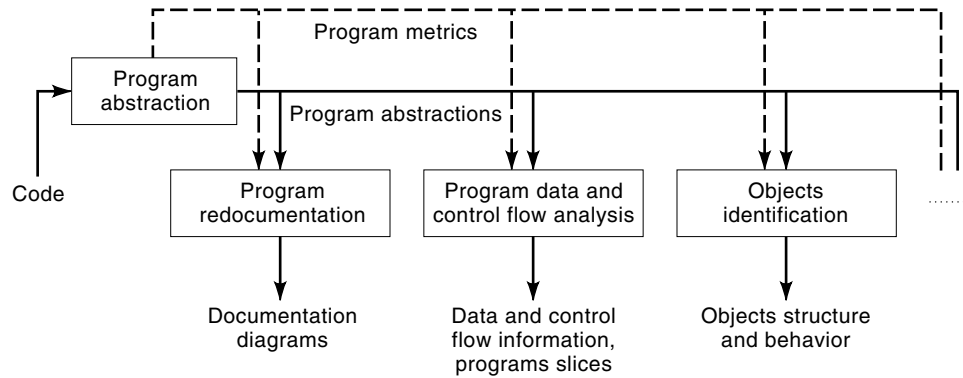 Program metrics
Program
abstraction
Program abstractions
Code
Program
redocumentation
Program data and
control flow analysis
Objects
identification
Documentation
diagrams
Data and control
flow information,
programs slices
Objects structure
and behavior